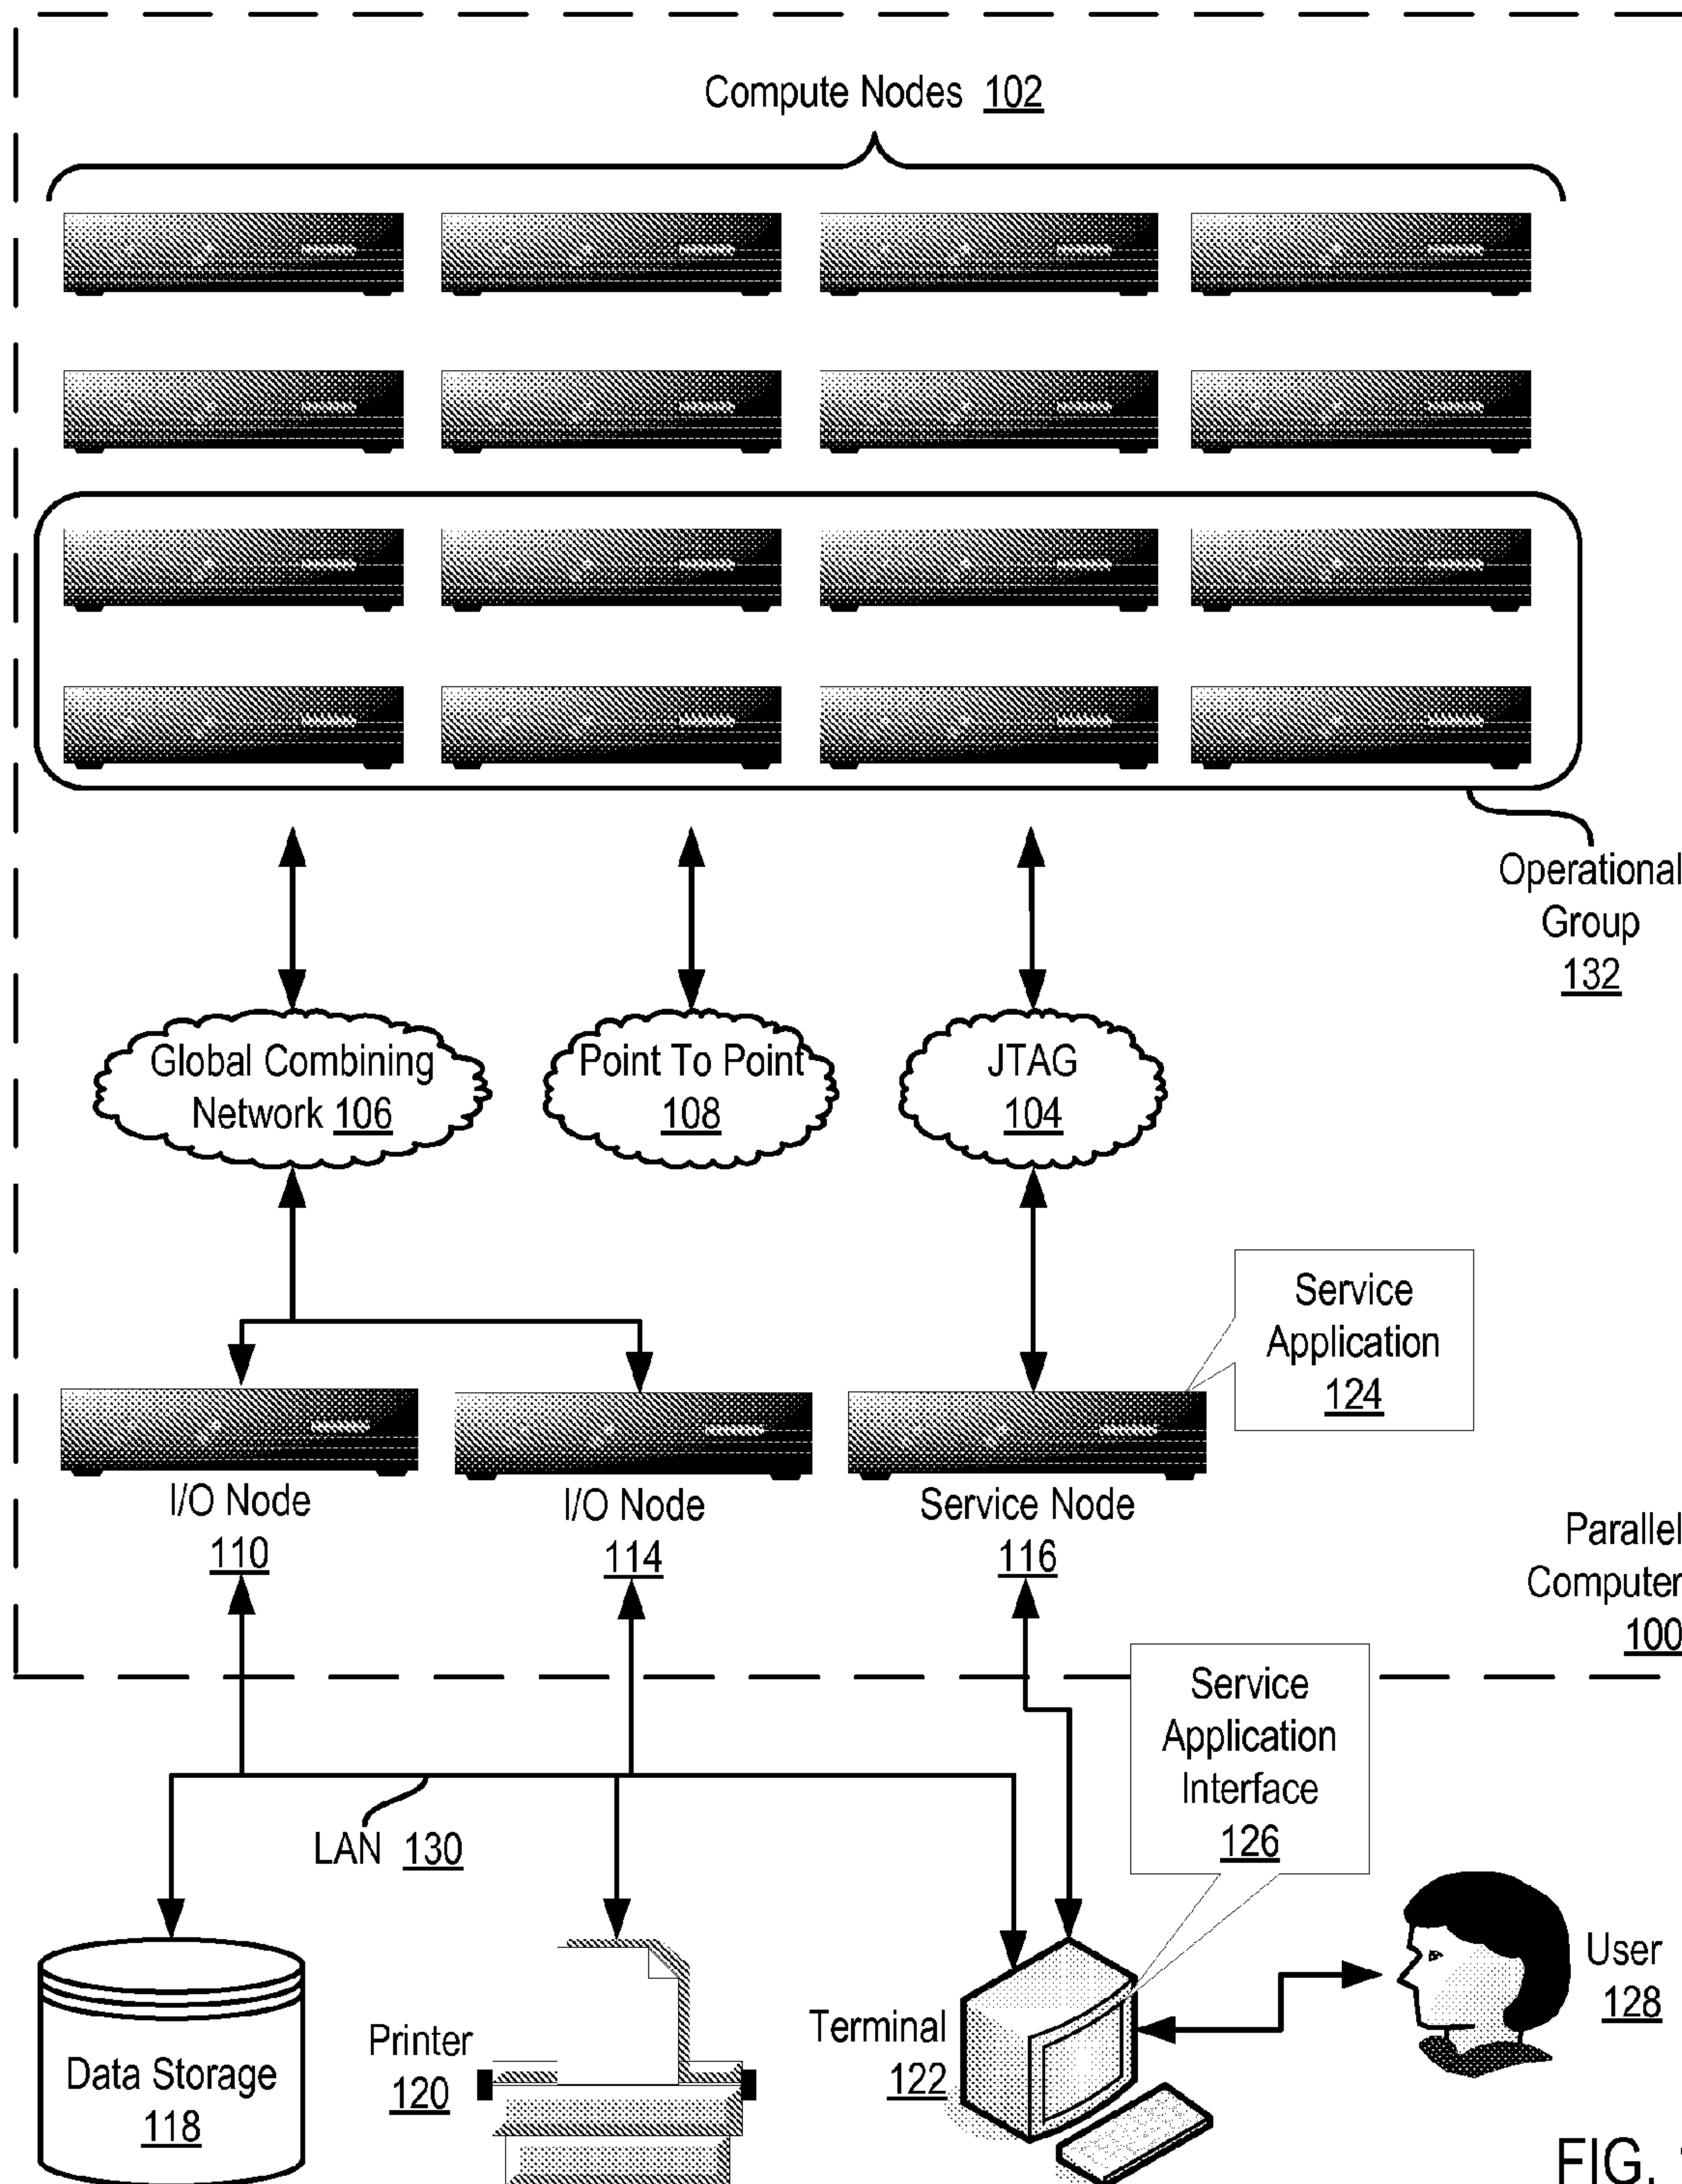 Compute Nodes 102
Operational
Group
132
Global Combining
Network 106
Point To Point
108
JTAG
104
Service
Application
124
I/O Node
110
I/O Node
114
Service Node
116
Parallel
Computer
100
Service
Application
Interface
126
LAN 130
Data Storage
118
Printer
120
Terminal
122
User
128
FIG.